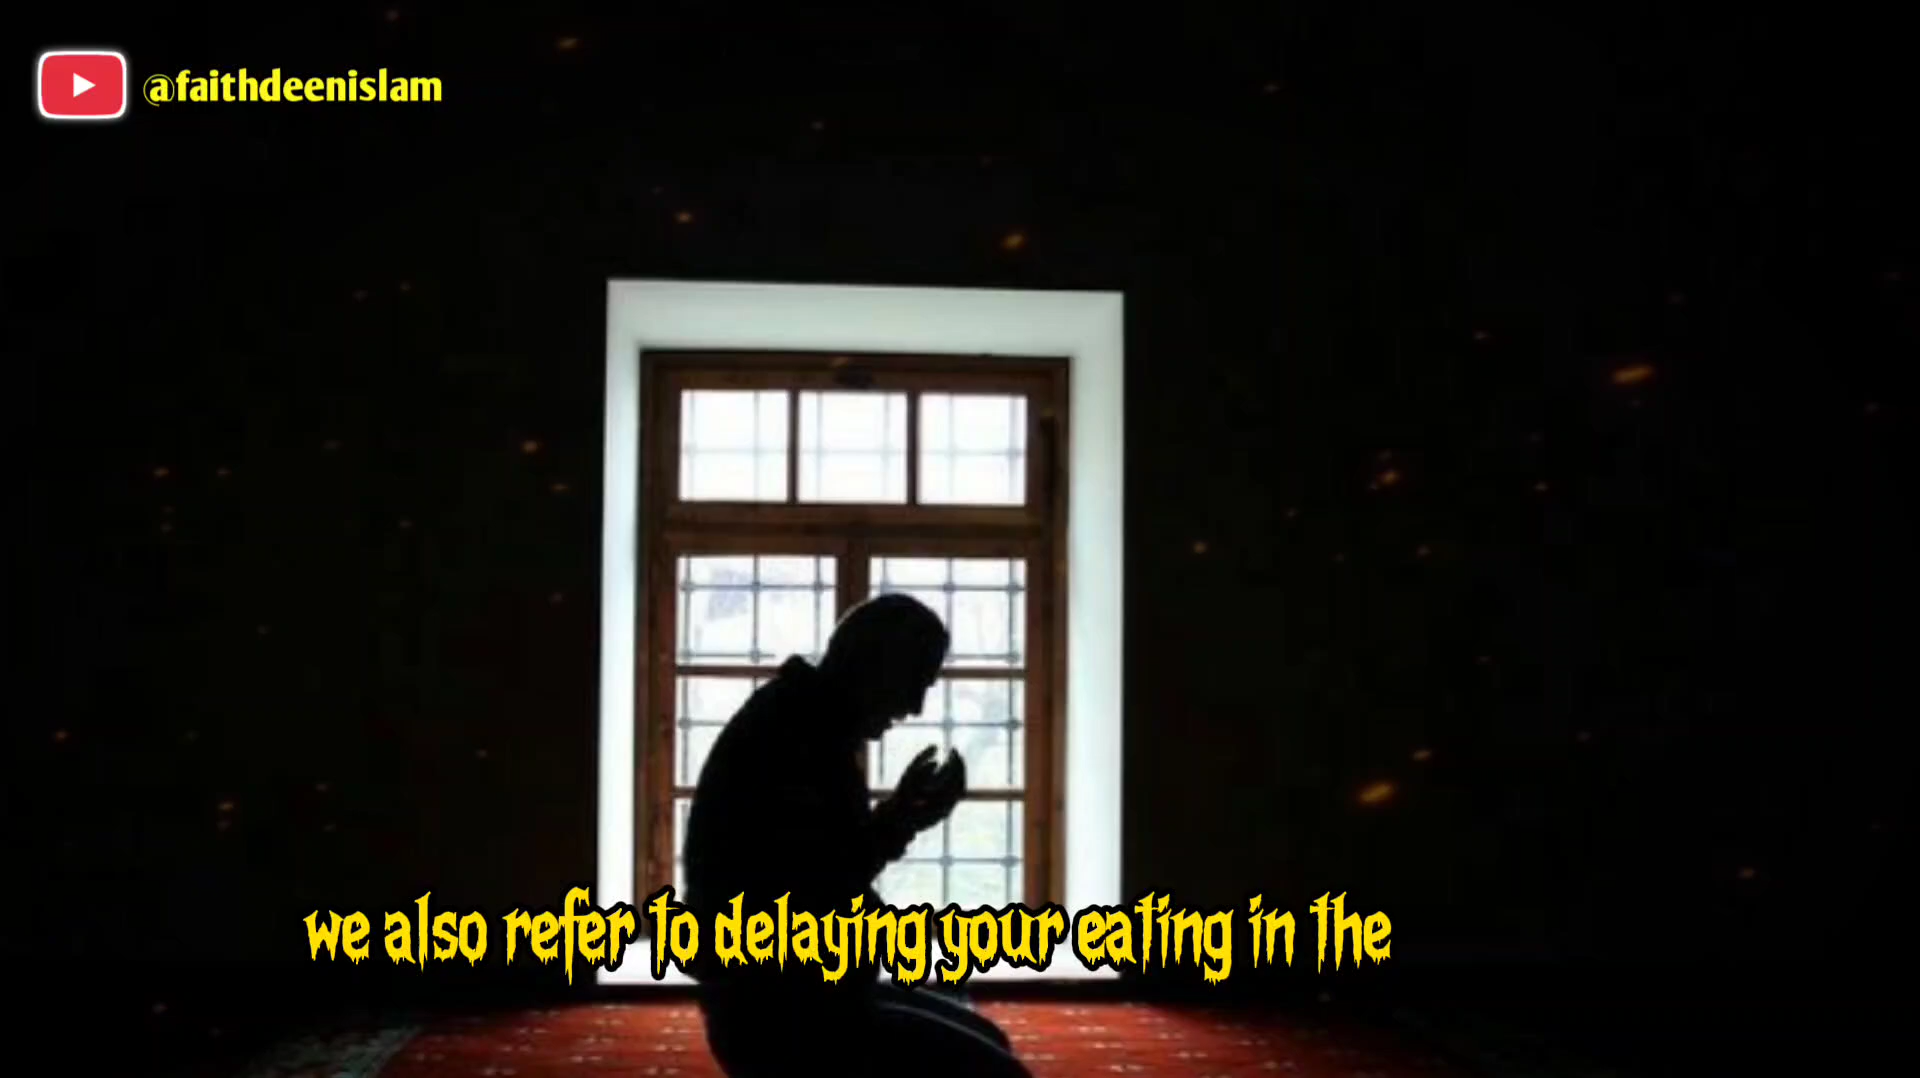 @faithdeenislam
we also refer to delaying your eating in the